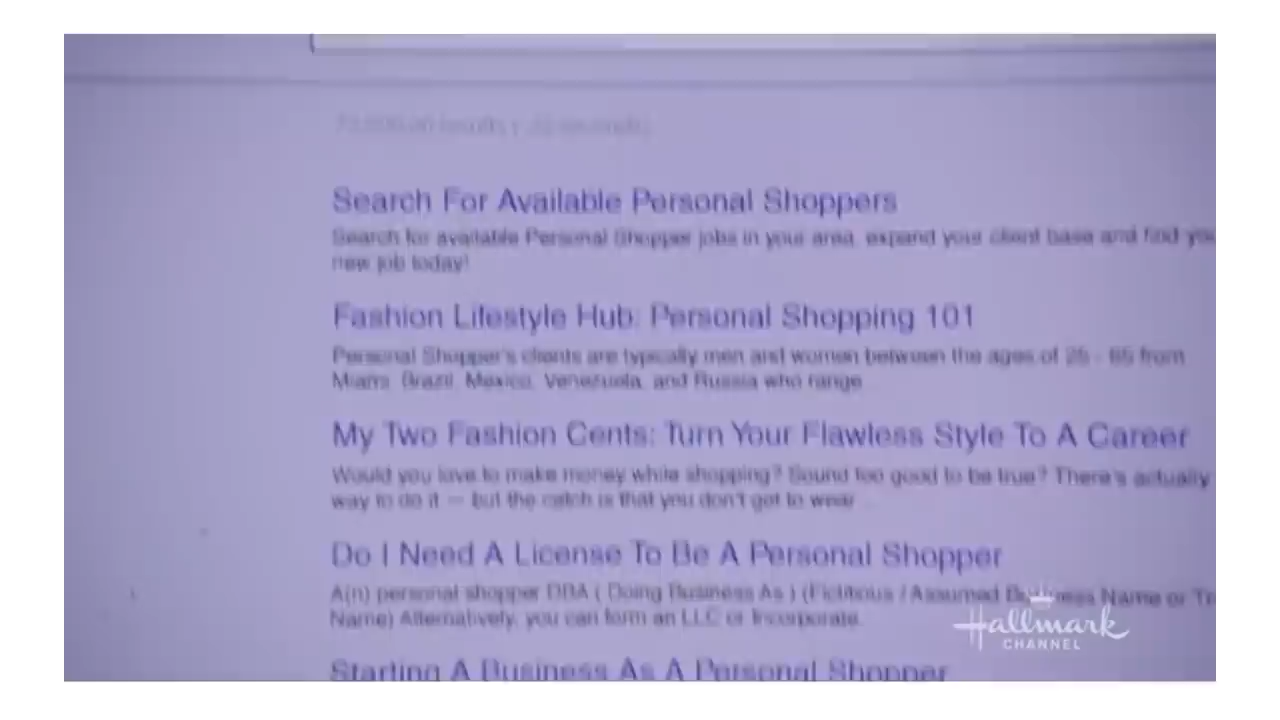 Search For Available Personal Shoppers
Search for available Personal Shopper jobs in your area, expand your client base and find you
new job today!
Fashion Lifestyle Hub: Personal Shopping 101
Personal Shopper's clients are typically men and women between the ages of 25 - 65 from
Miami, Brazil, Mexico, Venezuela, and Russia who range
My Two Fashion Cents: Turn Your Flawless Style To A Career
Would you love to make money while shopping? Sound too good to be true? There's actually
way to do it — but the catch is that you don't get to wear ...
Do I Need A License To Be A Personal Shopper
A(n) personal shopper DBA ( Doing Business As ) (Fictitious / Assumed Business Name or
Name) Alternatively, you can form an LLC or Incorporate.
Starting A Business As A Personal Shopper
Hallmark
CHANNEL